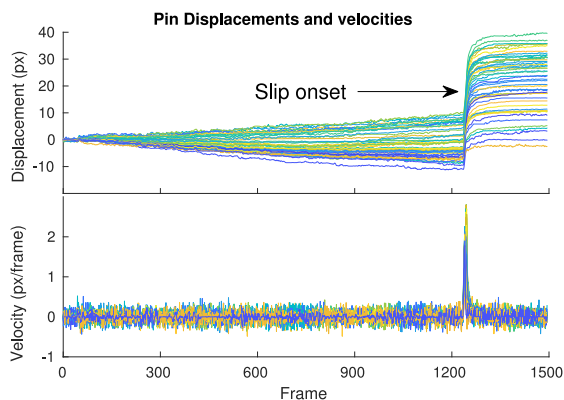 Pin Displacements and velocities
Displacement (px)
40
30
20
10
0
-10
Slip onset
Velocity (px/frame)
2
1
0
-1
0 300 600 900 1200 1500
Frame